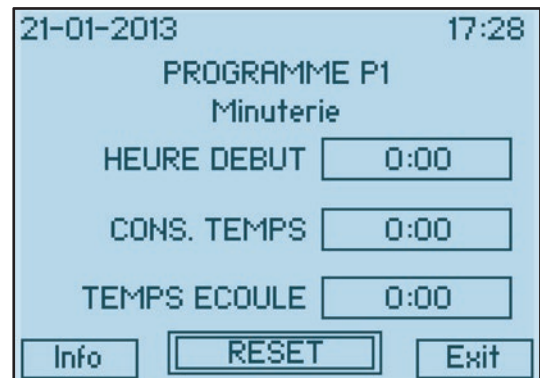 21-01-2013 17:28
PROGRAMME P1
Minuterie
HEURE DEBUT 0:00
CONS. TEMPS 0:00
TEMPS ECOULE 0:00
Info RESET Exit